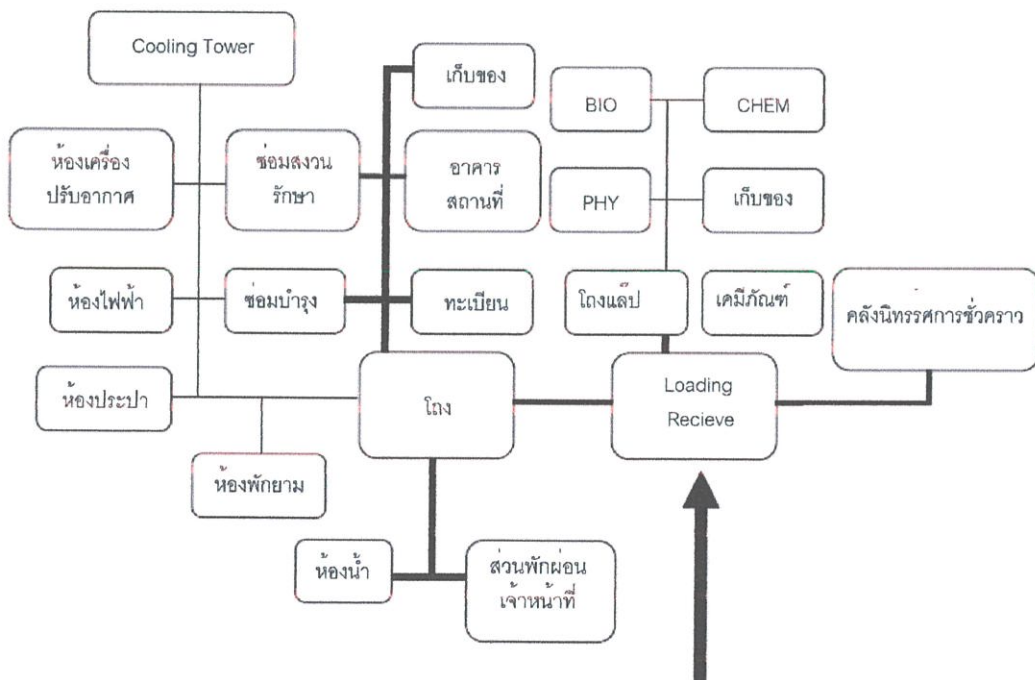 Cooling Tower
เก็บของ
BIO
CHEM
ห้องเครื่อง
ปรับอากาศ
ซ่อมสงวน
รักษา
อาคาร
สถานที่
PHY
เก็บของ
ห้องไฟฟ้า
ซ่อมบำรุง
ทะเบียน
โถงแล๊ป
เคมีภัณฑ์
คลังนิทรรศการชั่วคราว
ห้องประปา
โถง
Loading
Recieve
ห้องพักยาม
ห้องน้ำ
ส่วนพักผ่อน
เจ้าหน้าที่